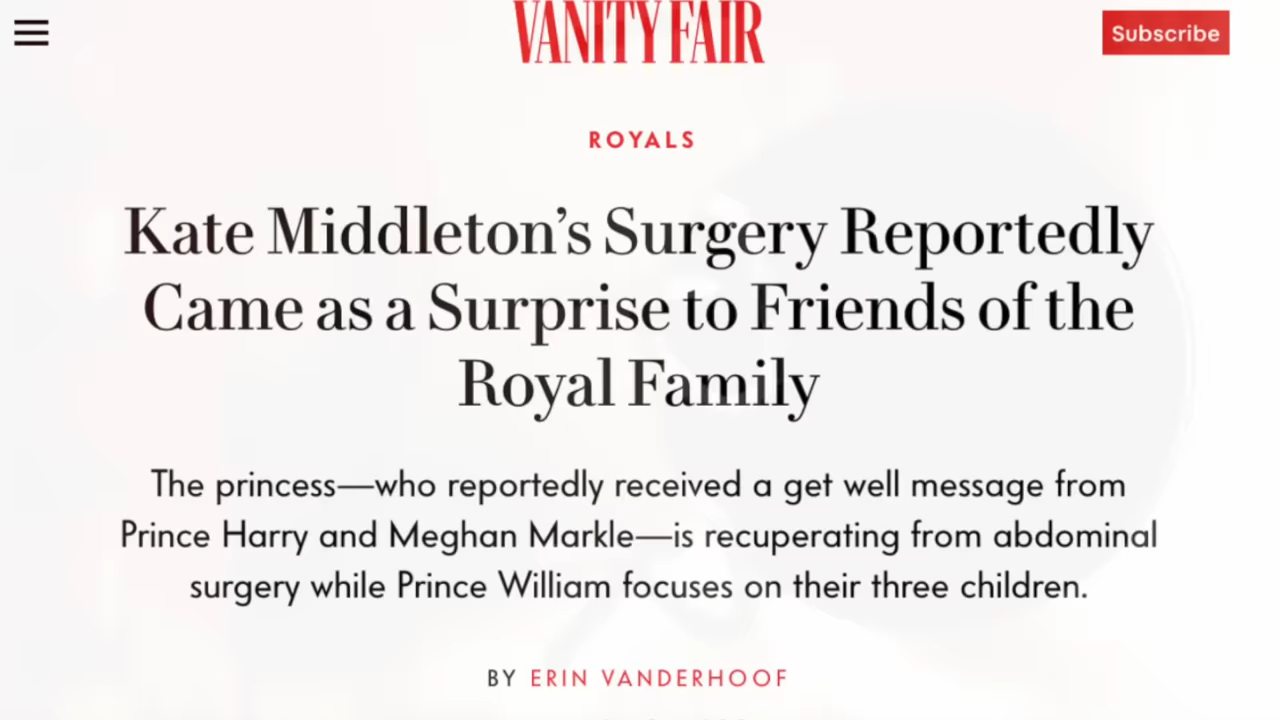 VANITY FAIR
Subscribe
ROYALS
Kate Middleton’s Surgery Reportedly
Came as a Surprise to Friends of the
Royal Family
The princess—who reportedly received a get well message from
Prince Harry and Meghan Markle—is recuperating from abdominal
surgery while Prince William focuses on their three children.
BY ERIN VANDERHOOF